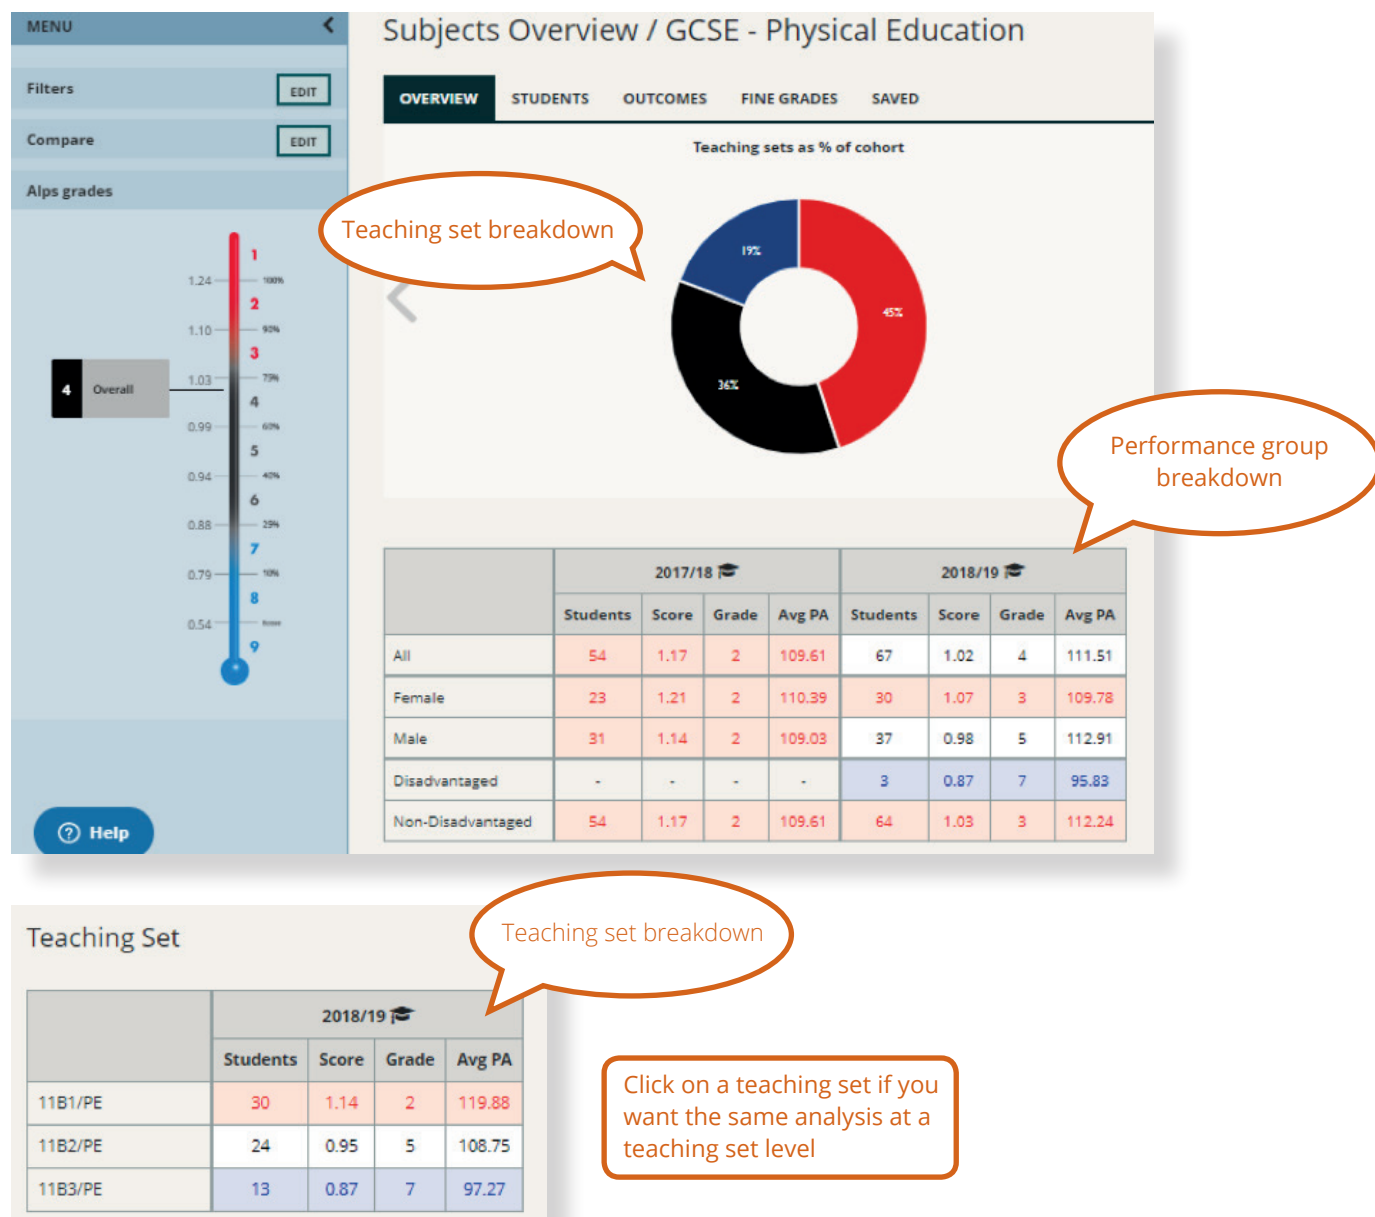 MENU
Filters EDIT
Compare EDIT
Alps grades
1
1.24 100%
2
1.10 90%
3
1.03 75%
4 Overall
4
0.99 60%
5
0.94 40%
6
0.88 25%
7
0.79 10%
8
0.54
9
? Help
Subjects Overview / GCSE - Physical Education
OVERVIEW STUDENTS OUTCOMES FINE GRADES SAVED
Teaching sets as % of cohort
Teaching set breakdown
19%
45%
36%
Performance group
breakdown
2017/18 2018/19
Students Score Grade Avg PA Students Score Grade Avg PA
All 54 1.17 2 109.61 67 1.02 4 111.51
Female 23 1.21 2 110.39 30 1.07 3 109.78
Male 31 1.14 2 109.03 37 0.98 5 112.91
Disadvantaged - - - - 3 0.87 7 95.83
Non-Disadvantaged 54 1.17 2 109.61 64 1.03 3 112.24
Teaching Set
Teaching set breakdown
2018/19
Students Score Grade Avg PA
11B1/PE 30 1.14 2 119.88
11B2/PE 24 0.95 5 108.75
11B3/PE 13 0.87 7 97.27
Click on a teaching set if you
want the same analysis at a
teaching set level